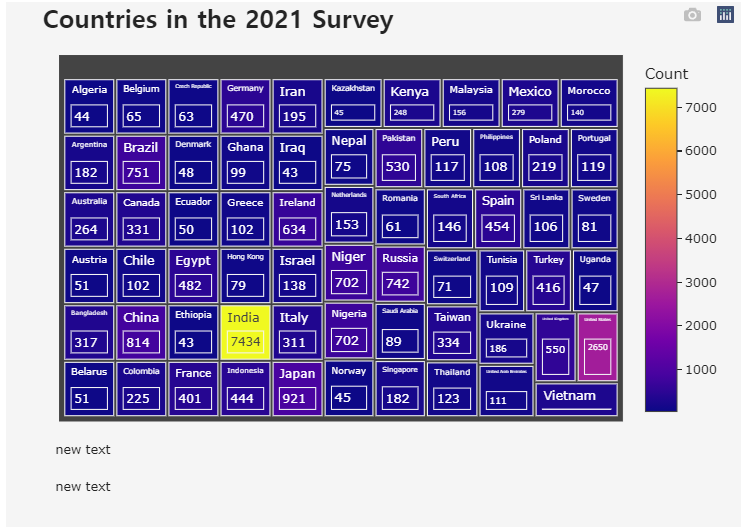 Countries in the 2021 Survey
Count
Algeria Belgium Czech Republic Germany Iran Kazakhstan Kenya Malaysia Mexico Morocco
44 65 63 470 195 45 248 156 279 140
7000
Argentina Brazil Denmark Ghana Iraq Nepal Pakistan Peru Philippines Poland Portugal
182 751 48 99 43 75 530 117 108 219 119
6000
Australia Canada Ecuador Greece Ireland Netherlands Romania South Africa Spain Sri Lanka Sweden
264 331 50 102 634 153 61 146 454 106 81
5000
4000
Austria Chile Egypt Hong Kong Israel Niger Russia Switzerland Tunisia Turkey Uganda
51 102 482 79 138 702 742 71 109 416 47
3000
Bangladesh China Ethiopia India Italy Nigeria Saudi Arabia Taiwan Ukraine United Kingdom United States
317 814 43 7434 311 702 89 334 186 550 2650
2000
Belarus Colombia France Indonesia Japan Norway Singapore Thailand United Arab Emirates Vietnam
51 225 401 444 921 45 182 123 111
1000
new text
new text